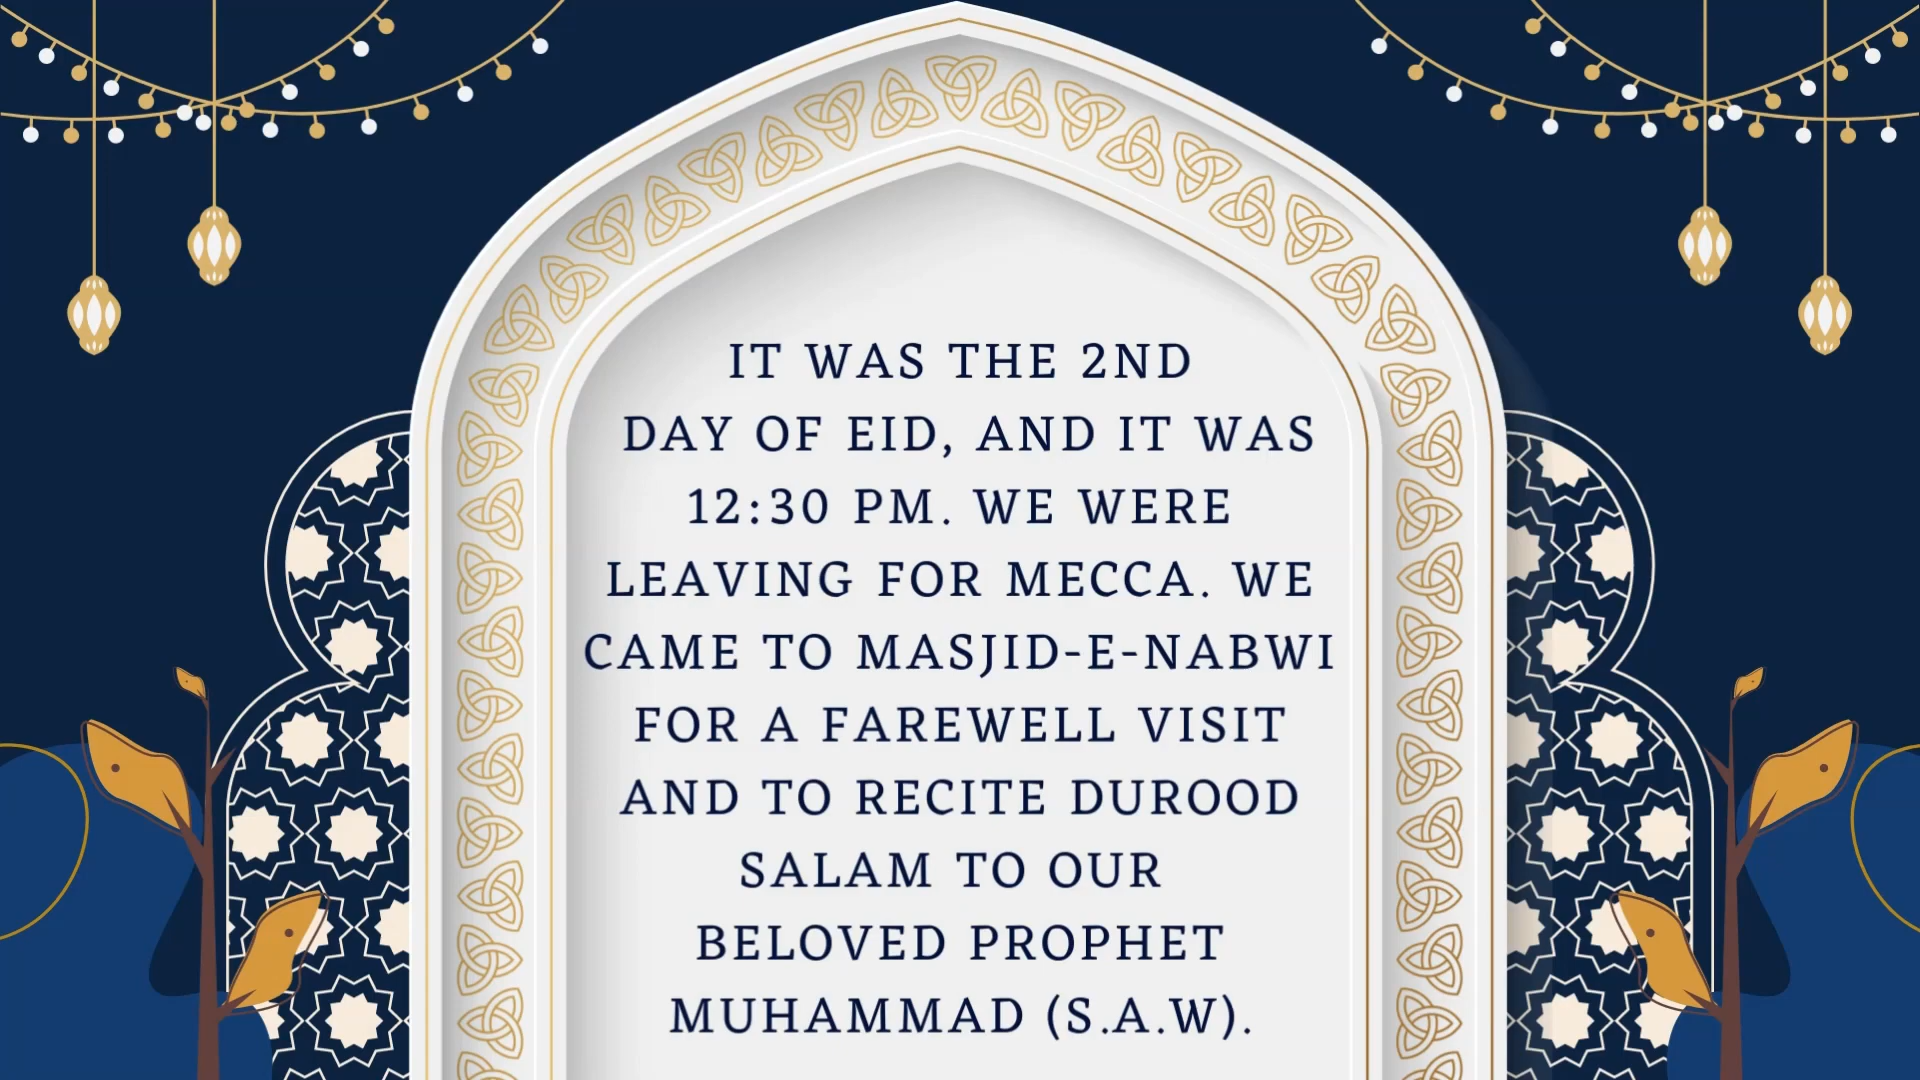 IT WAS THE 2ND
DAY OF EID, AND IT WAS
12:30 PM. WE WERE
LEAVING FOR MECCA. WE
CAME TO MASJID-E-NABWI
FOR A FAREWELL VISIT
AND TO RECITE DUROOD
SALAM TO OUR
BELOVED PROPHET
MUHAMMAD (S.A.W).